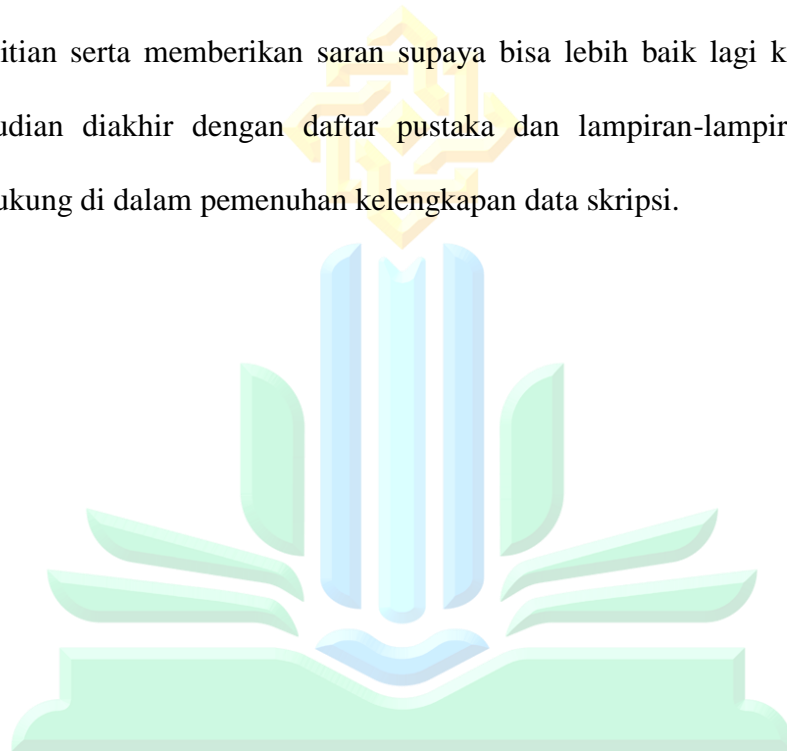 itian serta memberikan saran supaya bisa lebih baik lagi k
udian diakhir dengan daftar pustaka dan lampiran-lampir
ukung di dalam pemenuhan kelengkapan data skripsi.